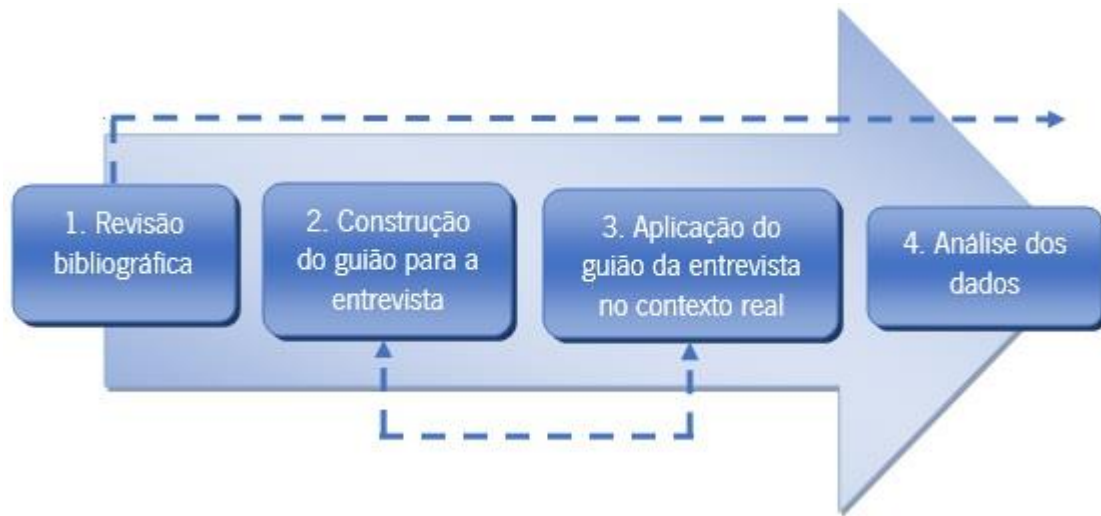 1. Revisão
bibliográfica
2. Construção
do guião para a
entrevista
3. Aplicação do
guião da entrevista
no contexto real
4. Análise dos
dados